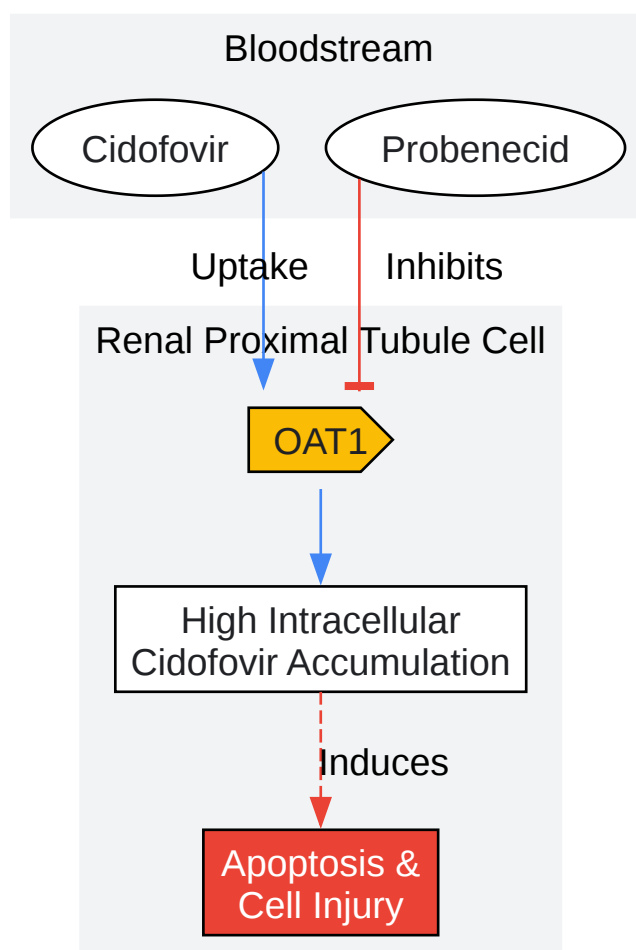 Bloodstream
Cidofovir
Probenecid
Uptake
Inhibits
Renal Proximal Tubule Cell
OAT1
High Intracellular
Cidofovir Accumulation
Induces
Apoptosis &
Cell Injury